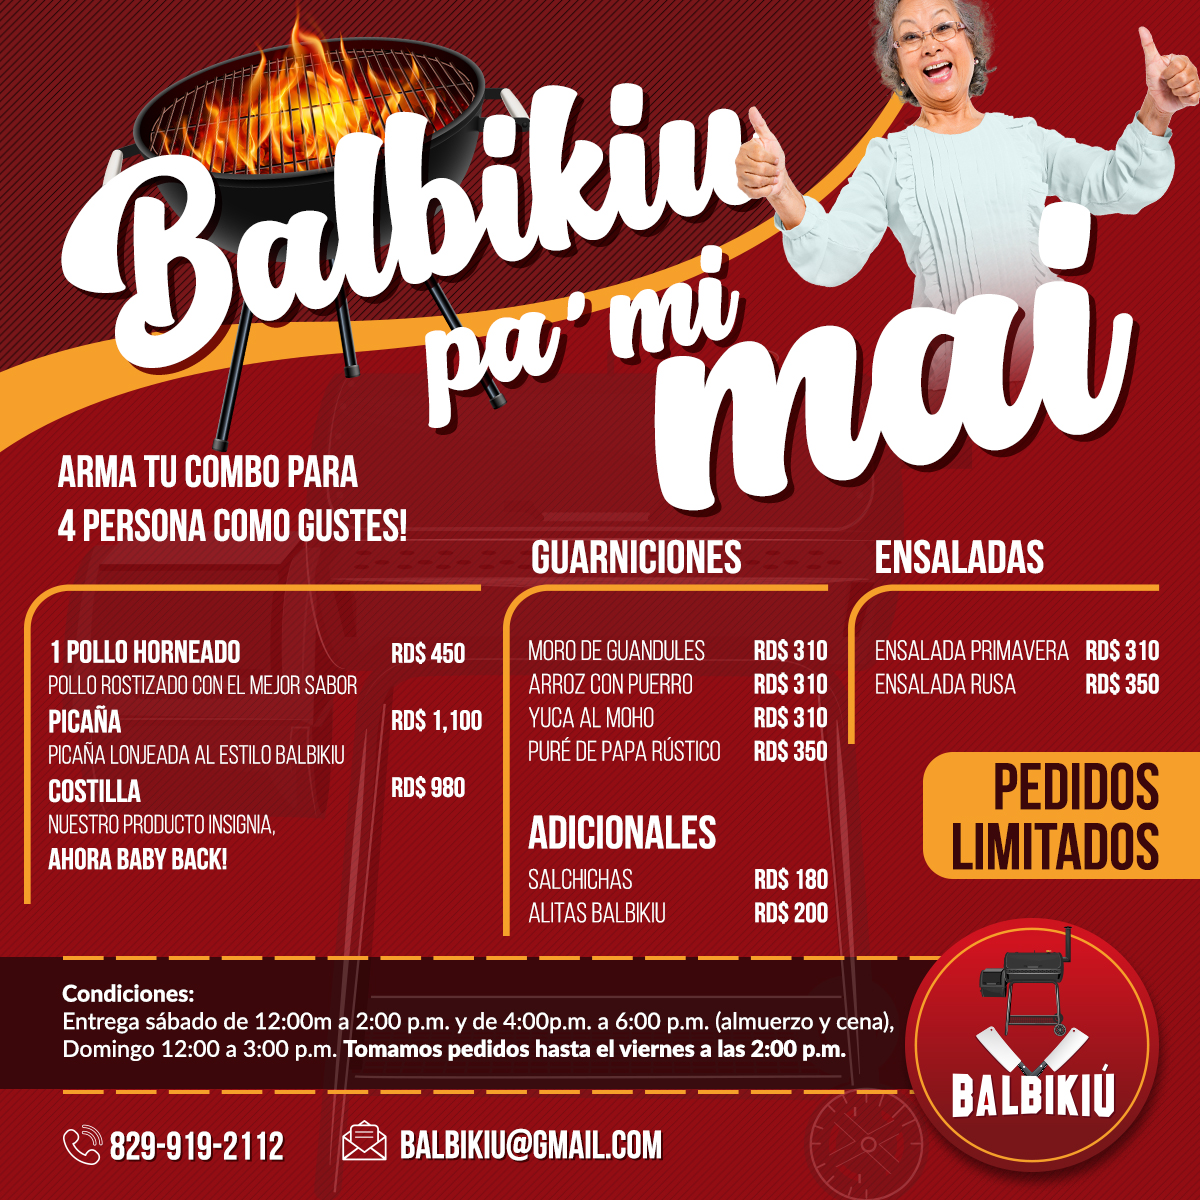 Balbikiu
pa' mi
mai
ARMA TU COMBO PARA
4 PERSONA COMO GUSTES!
1 POLLO HORNEADO RD$ 450
POLLO ROSTIZADO CON EL MEJOR SABOR
PICAÑA RD$ 1,100
PICAÑA LONJEADA AL ESTILO BALBIKIU
COSTILLA RD$ 980
NUESTRO PRODUCTO INSIGNIA,
AHORA BABY BACK!
GUARNICIONES
MORO DE GUANDULES RD$ 310
ARROZ CON PUERRO RD$ 310
YUCA AL MOHO RD$ 310
PURÉ DE PAPA RÚSTICO RD$ 350
ADICIONALES
SALCHICHAS RD$ 180
ALITAS BALBIKIU RD$ 200
ENSALADAS
ENSALADA PRIMAVERA RD$ 310
ENSALADA RUSA RD$ 350
PEDIDOS
LIMITADOS
Condiciones:
Entrega sábado de 12:00m a 2:00 p.m. y de 4:00p.m. a 6:00 p.m. (almuerzo y cena),
Domingo 12:00 a 3:00 p.m. Tomamos pedidos hasta el viernes a las 2:00 p.m.
BALBIKIÚ
829-919-2112
BALBIKIU@GMAIL.COM